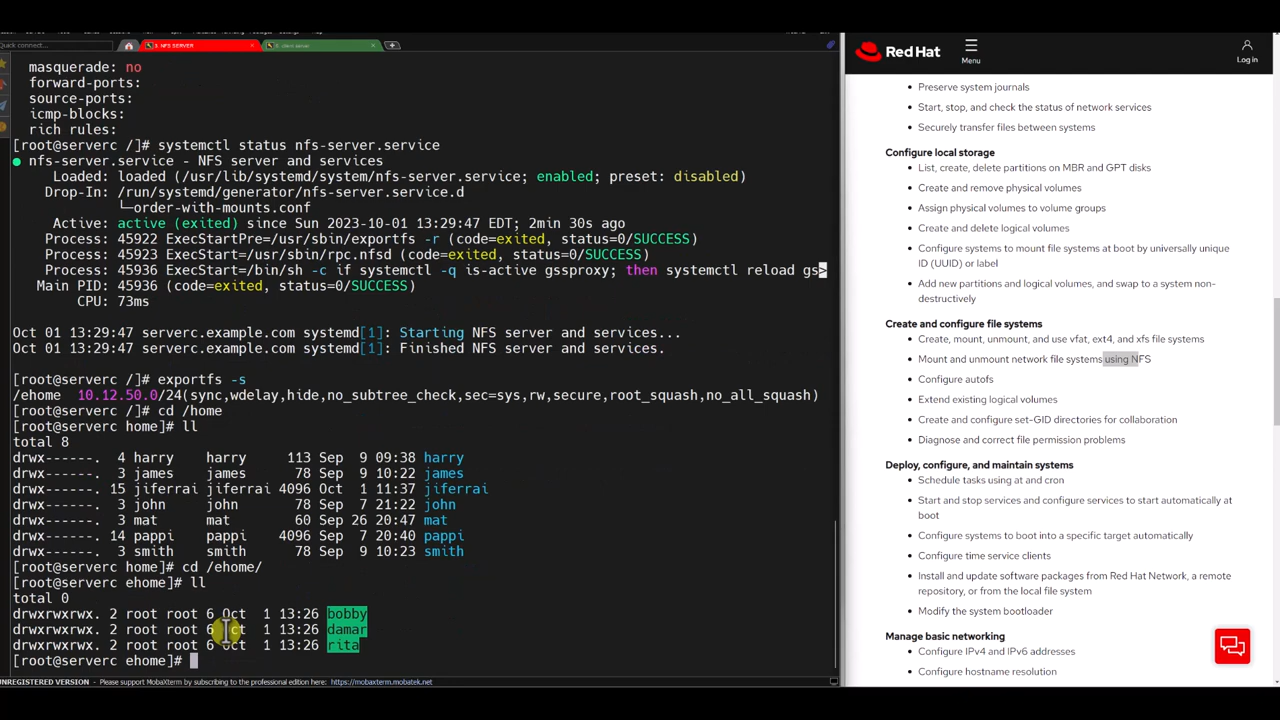 Quick connect...
3. NFS SERVER
6. client server
masquerade: no
forward-ports:
source-ports:
icmp-blocks:
rich rules:
[root@serverc /]# systemctl status nfs-server.service
● nfs-server.service - NFS server and services
Loaded: loaded (/usr/lib/systemd/system/nfs-server.service; enabled; preset: disabled)
Drop-In: /run/systemd/generator/nfs-server.service.d
└─order-with-mounts.conf
Active: active (exited) since Sun 2023-10-01 13:29:47 EDT; 2min 30s ago
Process: 45922 ExecStartPre=/usr/sbin/exportfs -r (code=exited, status=0/SUCCESS)
Process: 45923 ExecStart=/usr/sbin/rpc.nfsd (code=exited, status=0/SUCCESS)
Process: 45936 ExecStart=/bin/sh -c if systemctl -q is-active gssproxy; then systemctl reload gs>
Main PID: 45936 (code=exited, status=0/SUCCESS)
CPU: 73ms
Oct 01 13:29:47 serverc.example.com systemd[1]: Starting NFS server and services...
Oct 01 13:29:47 serverc.example.com systemd[1]: Finished NFS server and services.
[root@serverc /]# exportfs -s
/ehome  10.12.50.0/24(sync,wdelay,hide,no_subtree_check,sec=sys,rw,secure,root_squash,no_all_squash)
[root@serverc /]# cd /home
[root@serverc home]# ll
total 8
drwx------. 4 harry harry 113 Sep 9 09:38 harry
drwx------. 3 james james 78 Sep 9 10:22 james
drwx------. 15 jiferrai jiferrai 4096 Oct 1 11:37 jiferrai
drwx------. 3 john john 78 Sep 7 21:22 john
drwx------. 3 mat mat 60 Sep 26 20:47 mat
drwx------. 14 pappi pappi 4096 Sep 7 20:40 pappi
drwx------. 3 smith smith 78 Sep 9 10:23 smith
[root@serverc home]# cd /ehome/
[root@serverc ehome]# ll
total 0
drwxrwxrwx. 2 root root 6 Oct 1 13:26 bobby
drwxrwxrwx. 2 root root 6 Oct 1 13:26 damar
drwxrwxrwx. 2 root root 6 Oct 1 13:26 rita
[root@serverc ehome]#
UNREGISTERED VERSION - Please support MobaXterm by subscribing to the professional edition here: https://mobaxterm.mobatek.net
Red Hat
Menu
Log in
Preserve system journals
Start, stop, and check the status of network services
Securely transfer files between systems
Configure local storage
List, create, delete partitions on MBR and GPT disks
Create and remove physical volumes
Assign physical volumes to volume groups
Create and delete logical volumes
Configure systems to mount file systems at boot by universally unique
ID (UUID) or label
Add new partitions and logical volumes, and swap to a system non-
destructively
Create and configure file systems
Create, mount, unmount, and use vfat, ext4, and xfs file systems
Mount and unmount network file systems using NFS
Configure autofs
Extend existing logical volumes
Create and configure set-GID directories for collaboration
Diagnose and correct file permission problems
Deploy, configure, and maintain systems
Schedule tasks using at and cron
Start and stop services and configure services to start automatically at
boot
Configure systems to boot into a specific target automatically
Configure time service clients
Install and update software packages from Red Hat Network, a remote
repository, or from the local file system
Modify the system bootloader
Manage basic networking
Configure IPv4 and IPv6 addresses
Configure hostname resolution